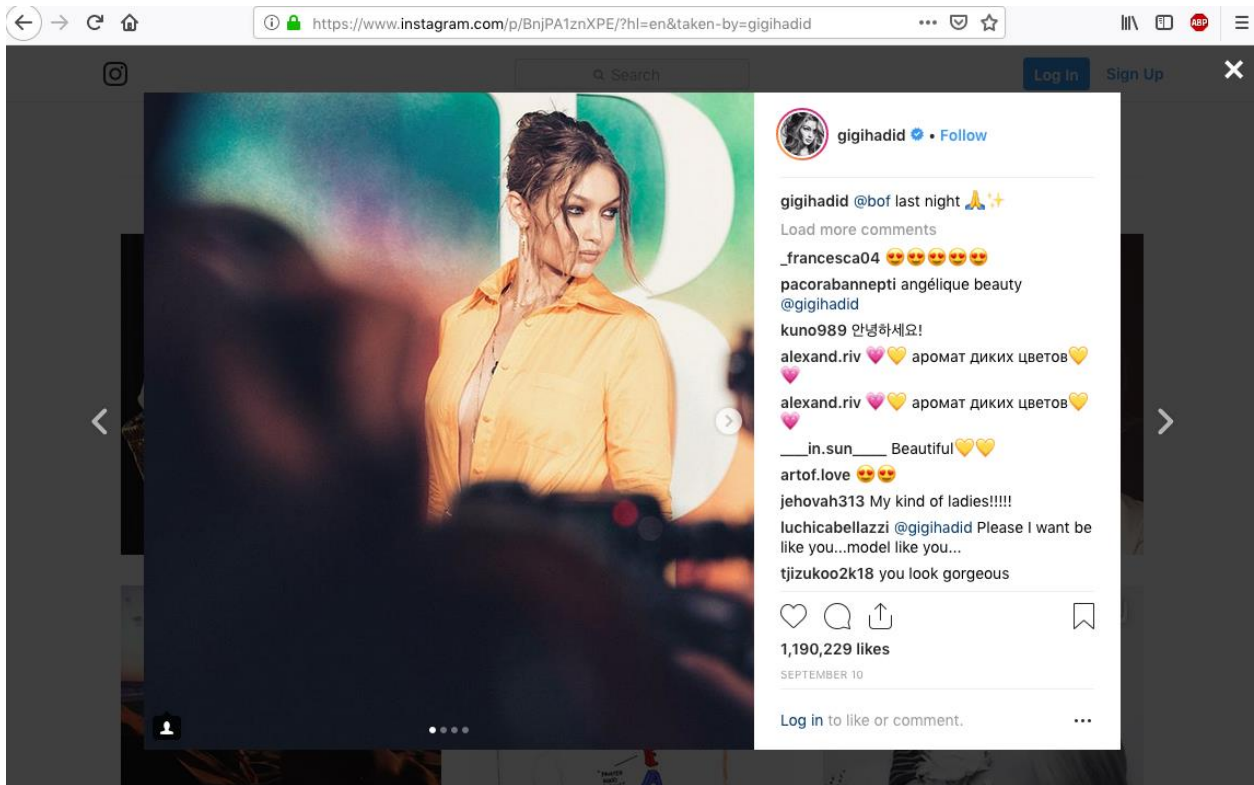 https://www.instagram.com/p/BnjPA1znXPE/?hl=en&taken-by=gigihadid
ABP
Search
Log In
Sign Up
B
gigihadid • Follow
gigihadid @bof last night 🙏✨
Load more comments
_francesca04 😍😍😍😍😍
pacorabannepti angélique beauty
@gigihadid
kuno989 안녕하세요!
alexand.riv 💗💛 аромат диких цветов💛
💗
alexand.riv 💗💛 аромат диких цветов💛
💗
____in.sun____ Beautiful💛💛
artof.love 😍😍
jehovah313 My kind of ladies!!!!!
luchicabellazzi @gigihadid Please I want be
like you...model like you...
tjizukoo2k18 you look gorgeous
1,190,229 likes
SEPTEMBER 10
Log in to like or comment.